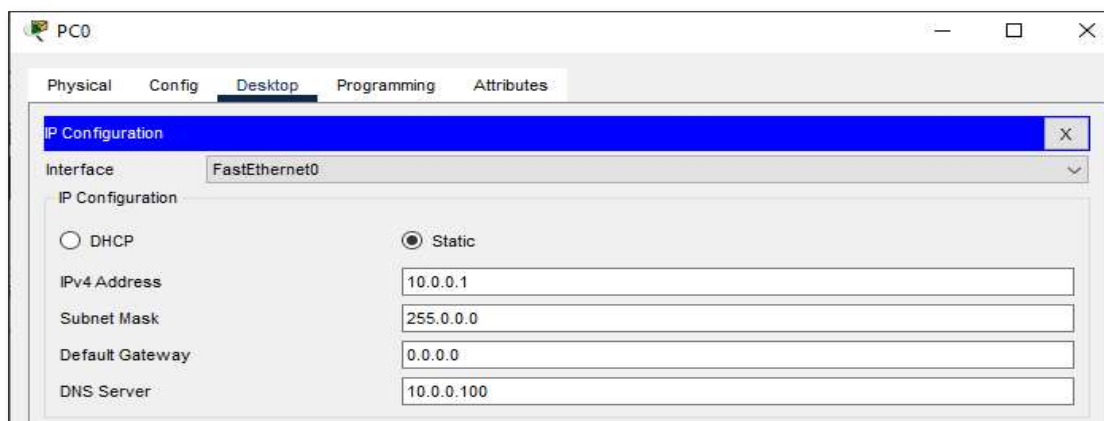 PC0
Physical Config Desktop Programming Attributes
IP Configuration X
Interface FastEthernet0
IP Configuration
DHCP Static
IPv4 Address 10.0.0.1
Subnet Mask 255.0.0.0
Default Gateway 0.0.0.0
DNS Server 10.0.0.100